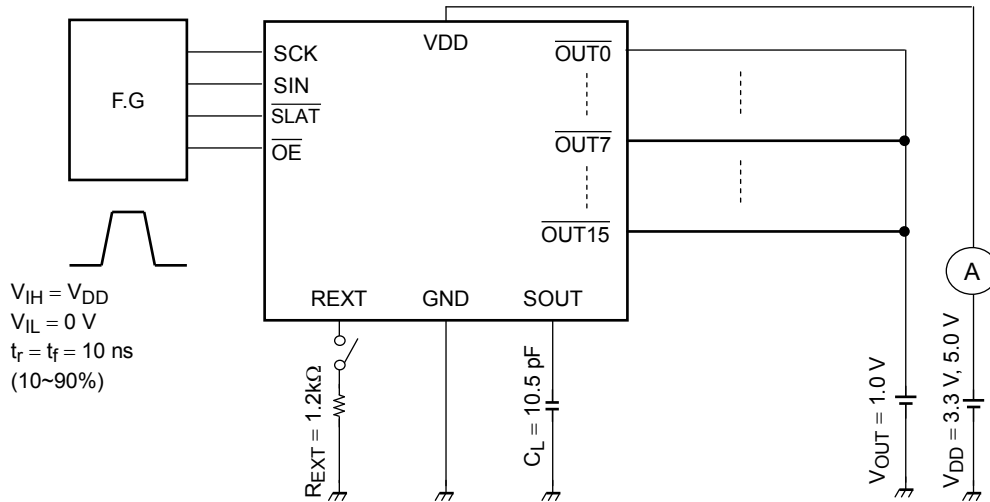 F.G
SCK
SIN
SLAT
OE
VDD
OUT0
OUT7
OUT15
REXT
GND
SOUT
A
VIH = VDD
VIL = 0 V
tr = tf = 10 ns
(10~90%)
REXT = 1.2kΩ
CL = 10.5 pF
VOUT = 1.0 V
VDD = 3.3 V, 5.0 V